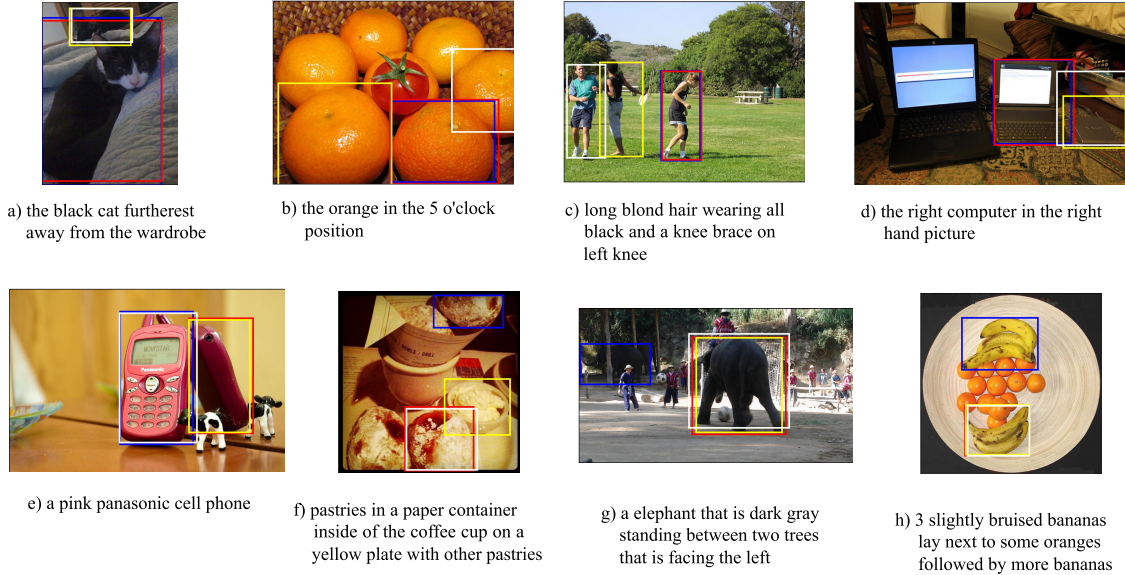 a) the black cat furtherest
away from the wardrobe
b) the orange in the 5 o'clock
position
c) long blond hair wearing all
black and a knee brace on
left knee
d) the right computer in the right
hand picture
Panasonic
e) a pink panasonic cell phone
f) pastries in a paper container
inside of the coffee cup on a
yellow plate with other pastries
g) a elephant that is dark gray
standing between two trees
that is facing the left
h) 3 slightly bruised bananas
lay next to some oranges
followed by more bananas